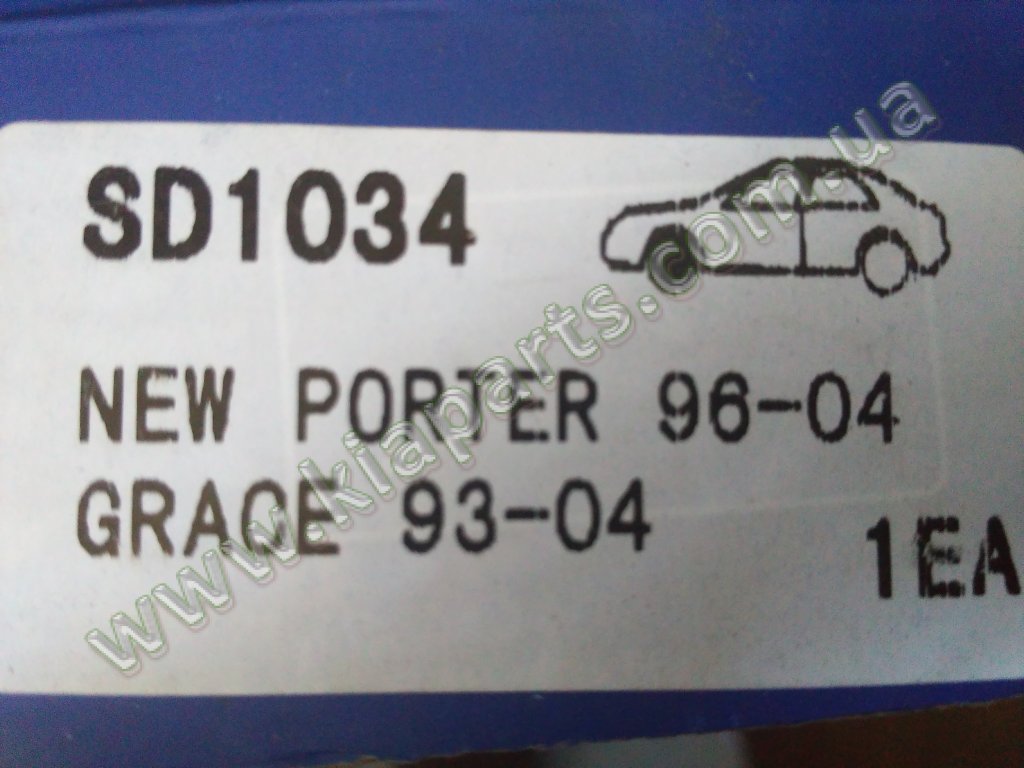 SD1034
NEW PORTER 96-04
GRACE 93-04
1EA
www.kiaparts.com.ua